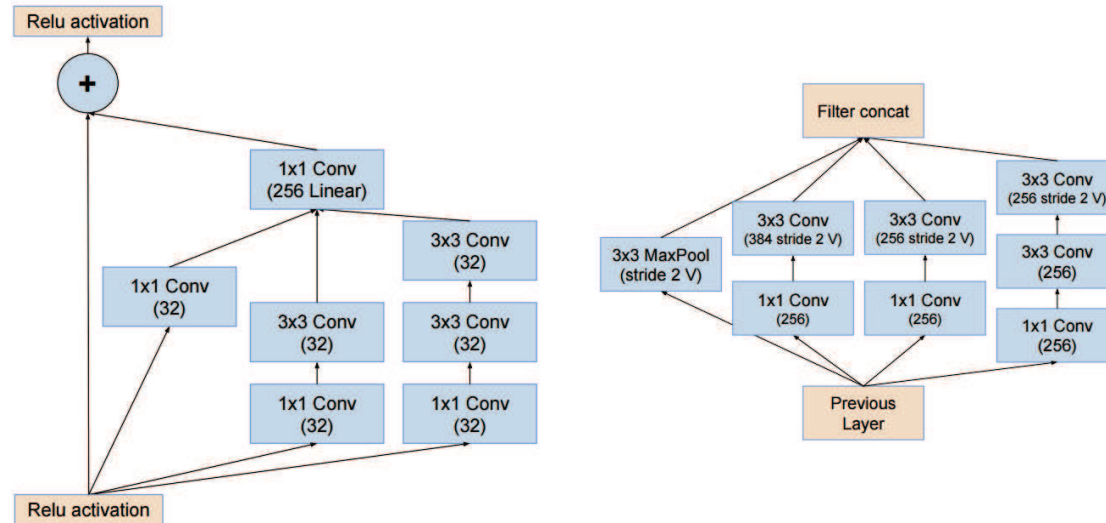 Relu activation
+
1x1 Conv
(256 Linear)
3x3 Conv
(32)
1x1 Conv
(32)
3x3 Conv
(32)
3x3 Conv
(32)
1x1 Conv
(32)
1x1 Conv
(32)
Relu activation
Filter concat
3x3 Conv
(256 stride 2 V)
3x3 MaxPool
(stride 2 V)
3x3 Conv
(384 stride 2 V)
3x3 Conv
(256 stride 2 V)
3x3 Conv
(256)
1x1 Conv
(256)
1x1 Conv
(256)
1x1 Conv
(256)
Previous
Layer